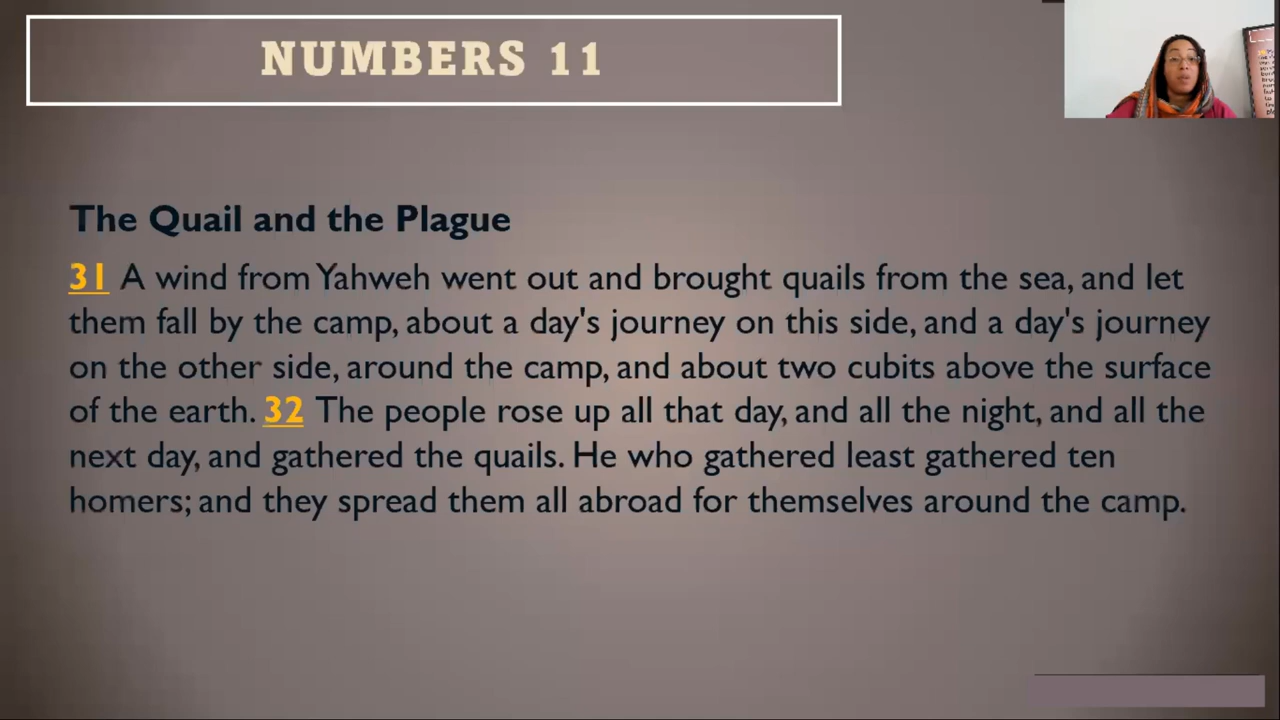 NUMBERS 11
The Quail and the Plague
31 A wind from Yahweh went out and brought quails from the sea, and let
them fall by the camp, about a day's journey on this side, and a day's journey
on the other side, around the camp, and about two cubits above the surface
of the earth. 32 The people rose up all that day, and all the night, and all the
next day, and gathered the quails. He who gathered least gathered ten
homers; and they spread them all abroad for themselves around the camp.